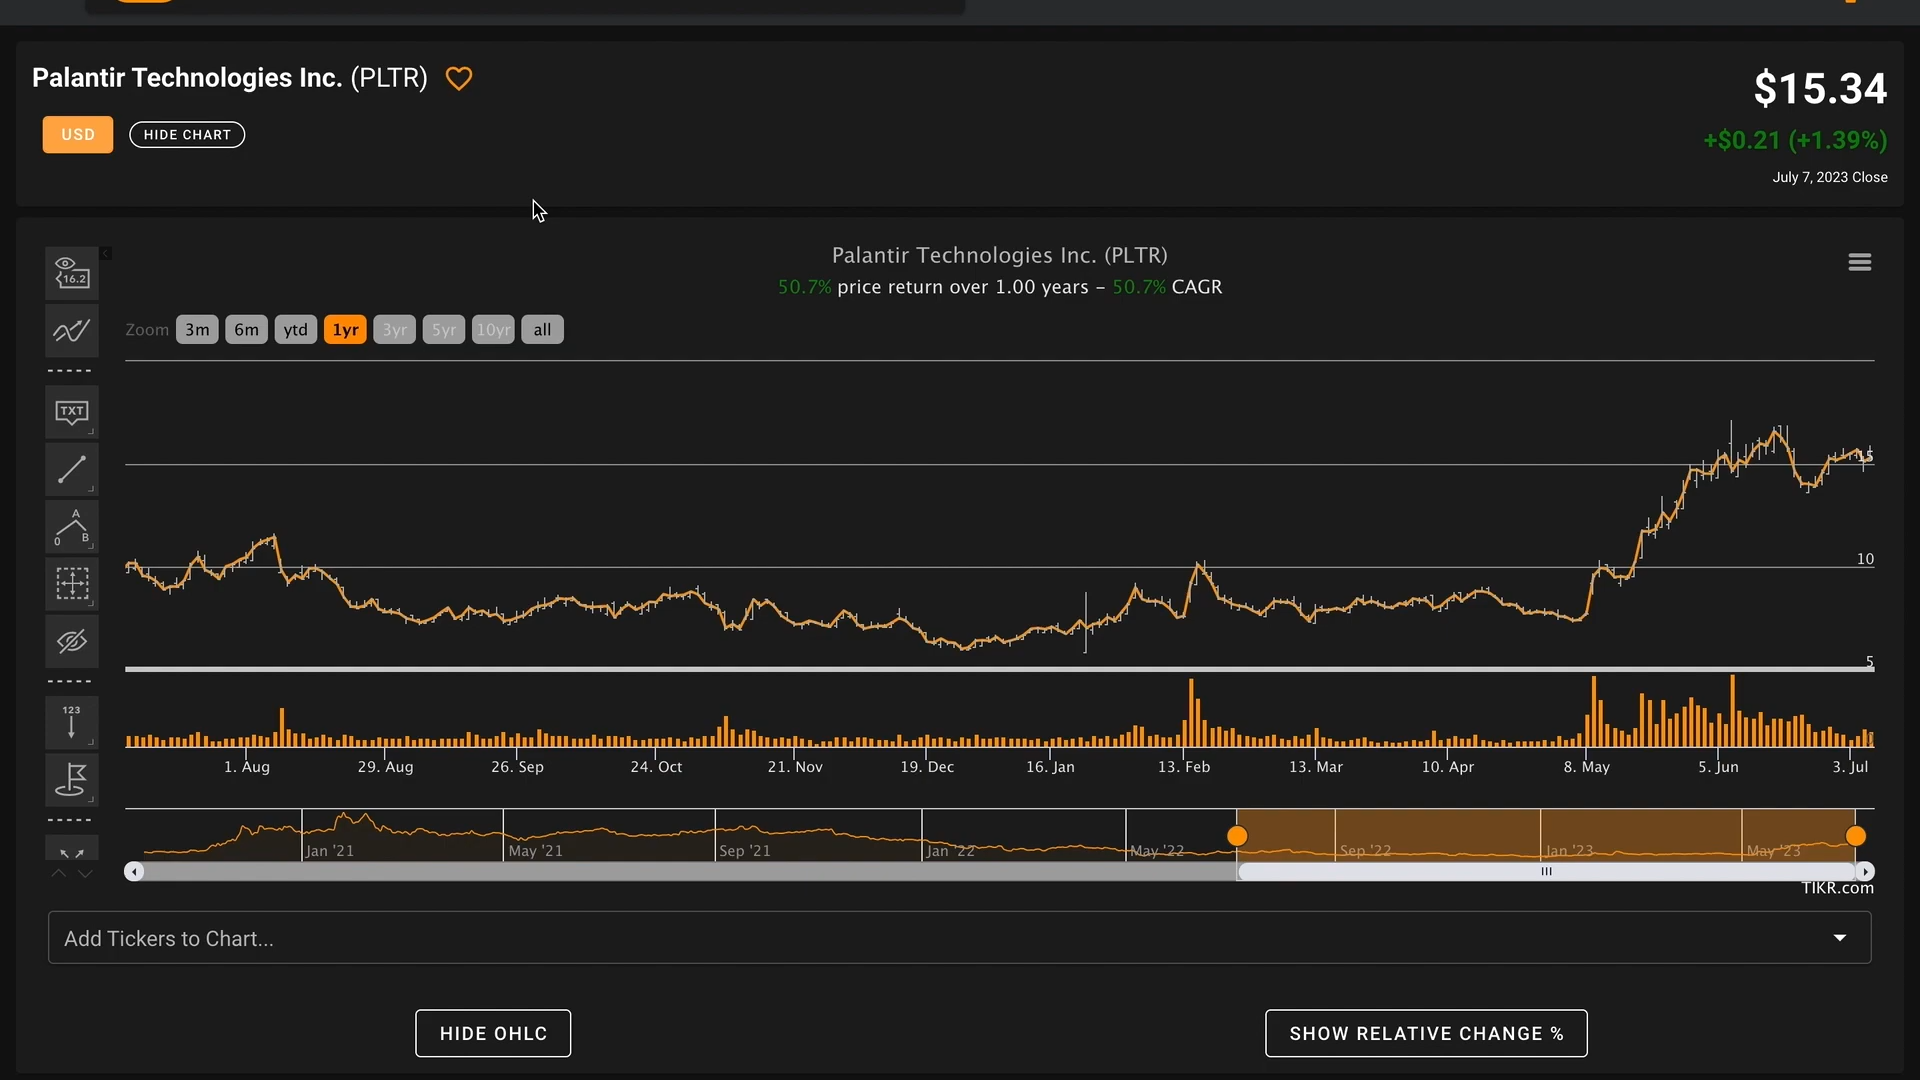 Palantir Technologies Inc. (PLTR)
$15.34
USD
HIDE CHART
+$0.21 (+1.39%)
July 7, 2023 Close
Palantir Technologies Inc. (PLTR)
50.7% price return over 1.00 years – 50.7% CAGR
16.2
Zoom 3m 6m ytd 1yr 3yr 5yr 10yr all
TXT
15
A
0 B
10
5
123
0
1. Aug 29. Aug 26. Sep 24. Oct 21. Nov 19. Dec 16. Jan 13. Feb 13. Mar 10. Apr 8. May 5. Jun 3. Jul
Jan '21 May '21 Sep '21 Jan '22 May '22 Sep '22 Jan '23 May '23
TIKR.com
Add Tickers to Chart...
HIDE OHLC
SHOW RELATIVE CHANGE %